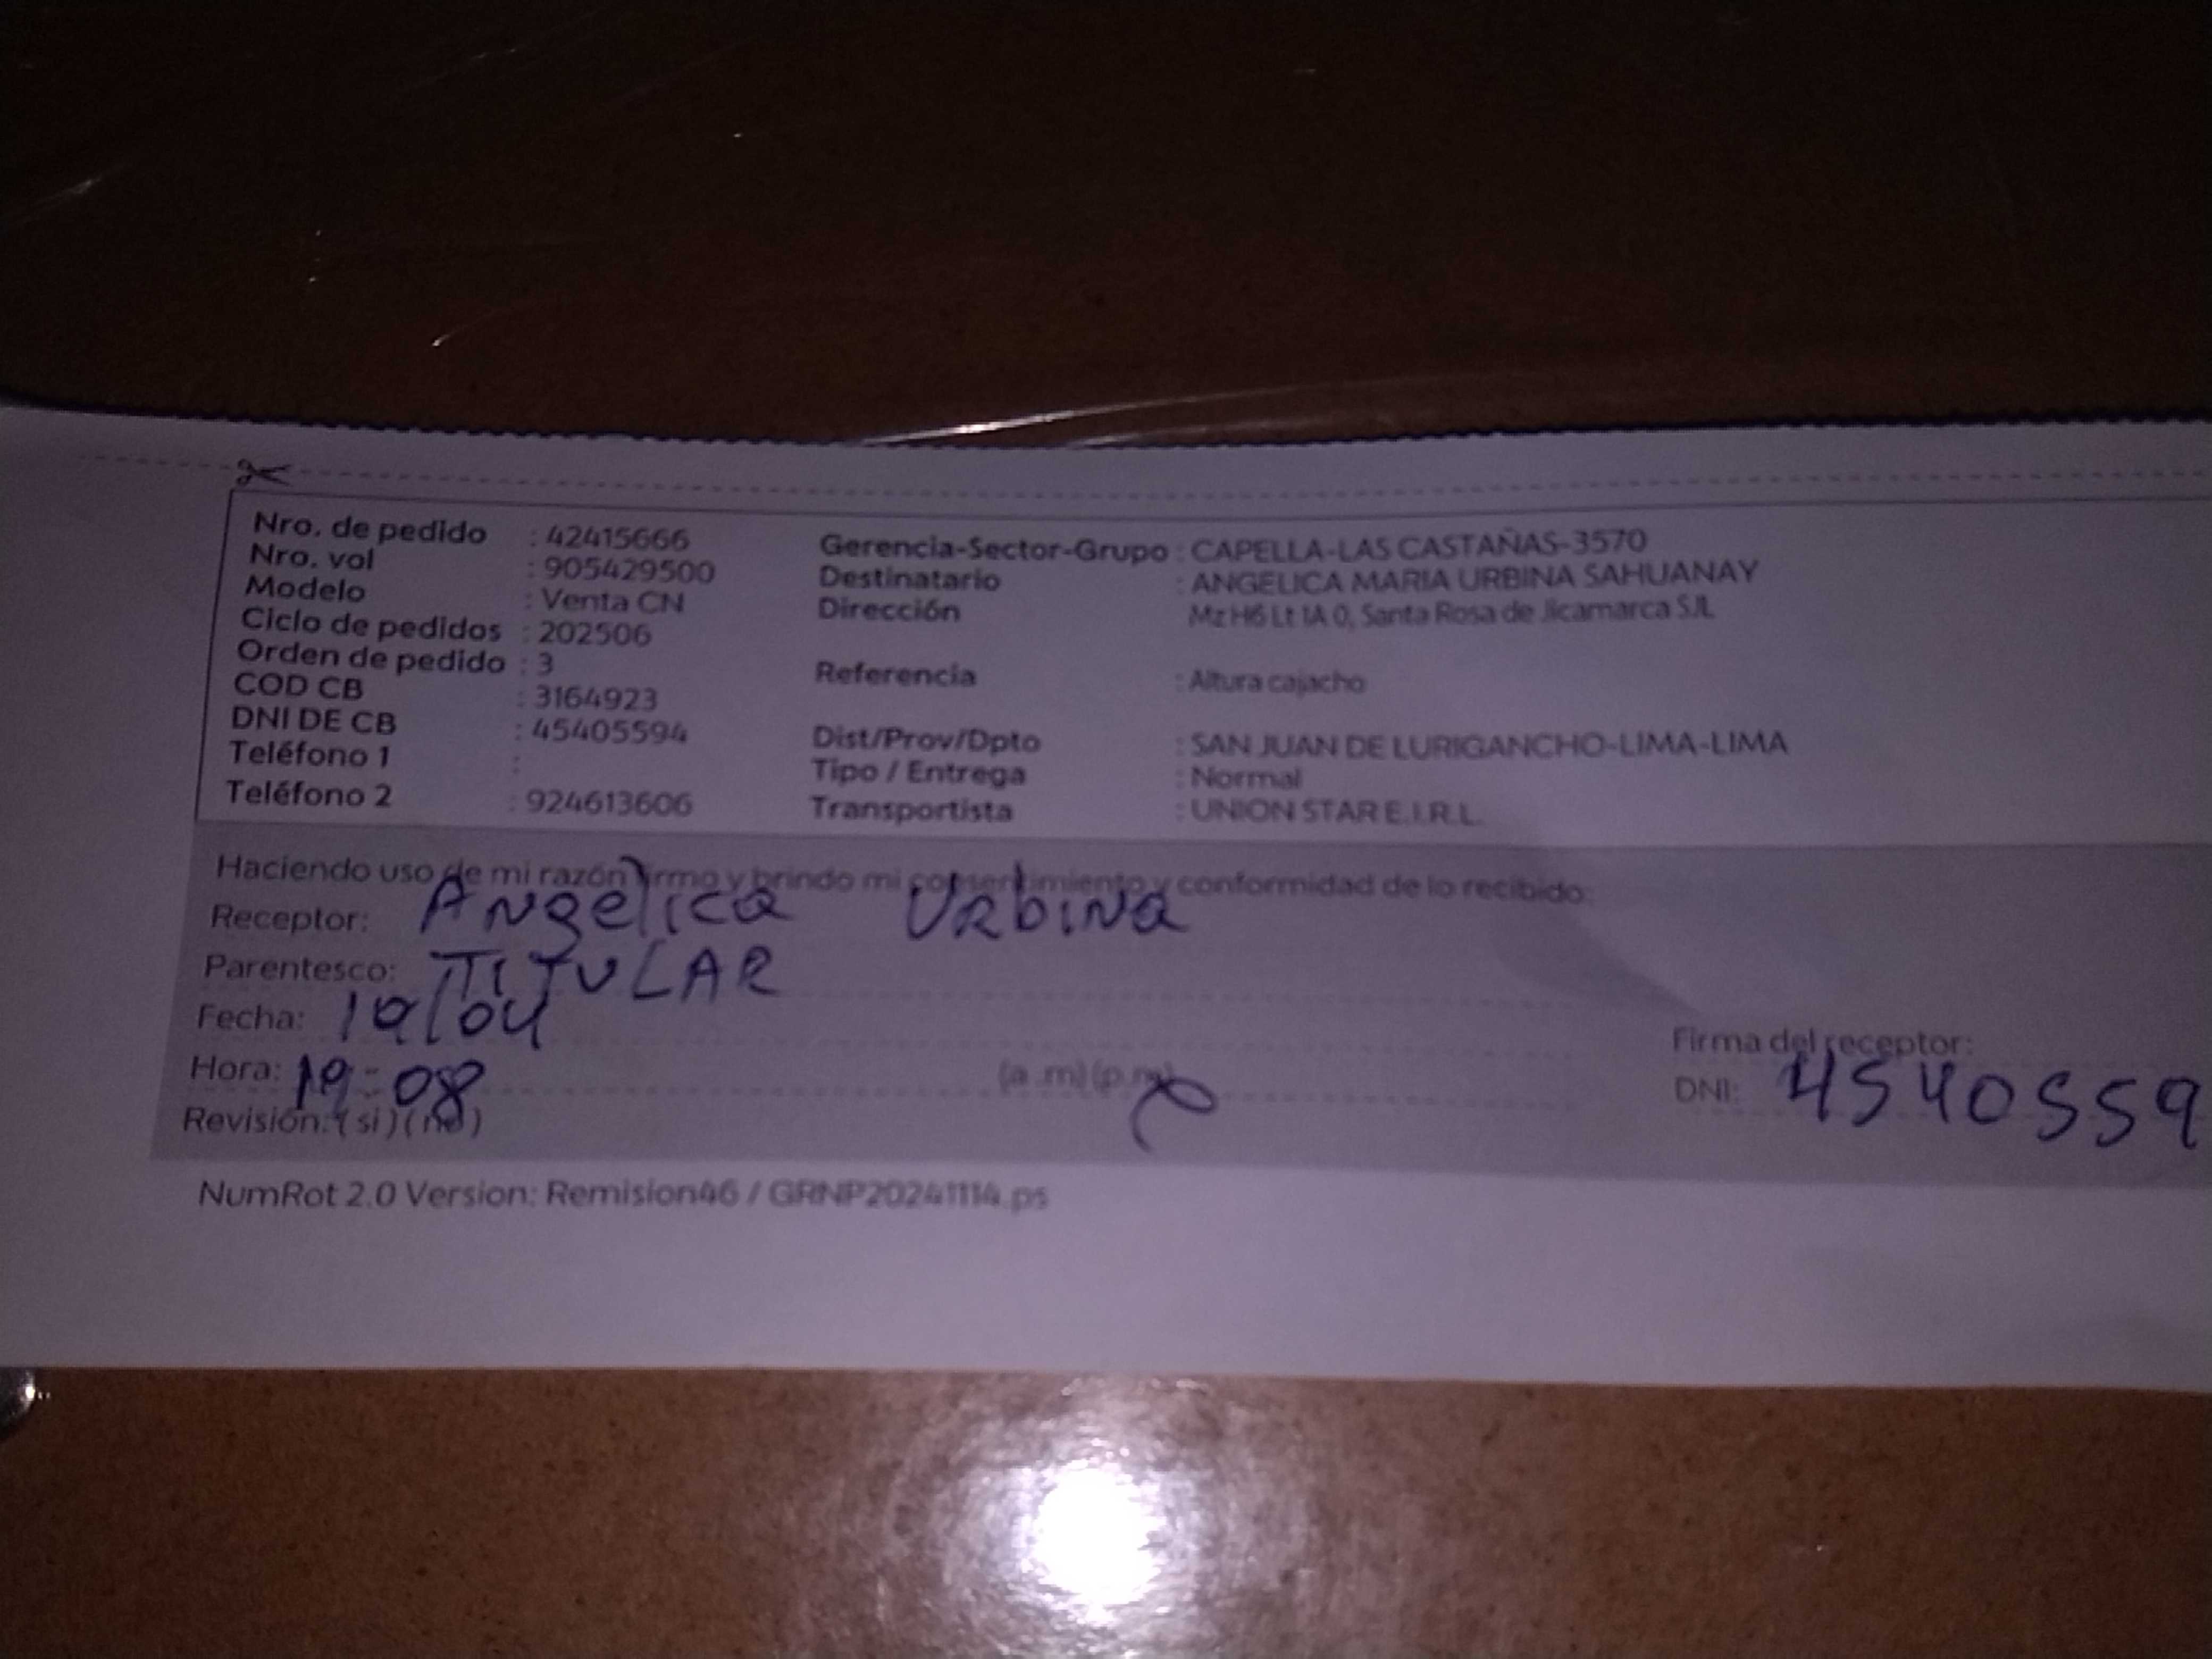 Nro. de pedido : 42415666
Nro. vol : 905429500
Modelo : Venta CN
Ciclo de pedidos : 202506
Orden de pedido : 3
COD CB : 3164923
DNI DE CB : 45405594
Teléfono 1 :
Teléfono 2 : 924613606
Gerencia-Sector-Grupo : CAPELLA-LAS CASTAÑAS-3570
Destinatario : ANGELICA MARIA URBINA SAHUANAY
Dirección Mz H6 Lt 1A 0, Santa Rosa de Jicamarca SJL
Referencia : Altura cajacho
Dist/Prov/Dpto : SAN JUAN DE LURIGANCHO-LIMA-LIMA
Tipo / Entrega : Normal
Transportista : UNION STAR E.I.R.L.
Haciendo uso de mi razón firmo y brindo mi consentimiento y conformidad de lo recibido:
Receptor: Angelica Urbina
Parentesco: TITULAR
Fecha: 19/04
Hora: 19:08 (a.m) (p.m)
Revisión: (si) (no)
Firma del receptor:
DNI: 4540559
NumRot 2.0 Version: Remision46 / GRNP20241114.ps